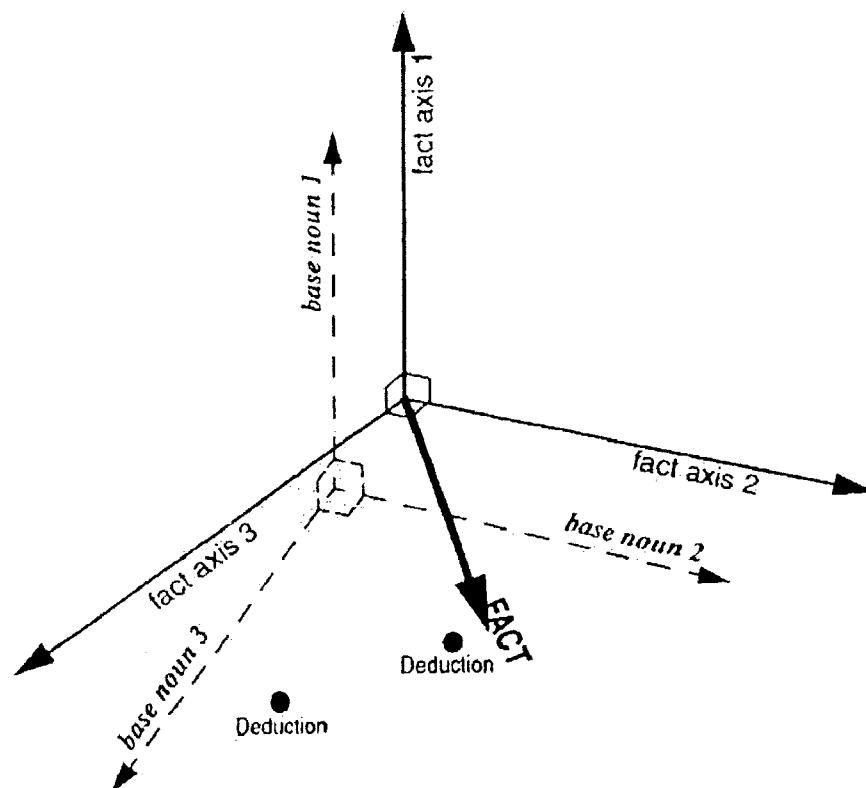 fact axis 1
base noun 1
fact axis 2
base noun 2
fact axis 3
base noun 3
FACT
Deduction
Deduction